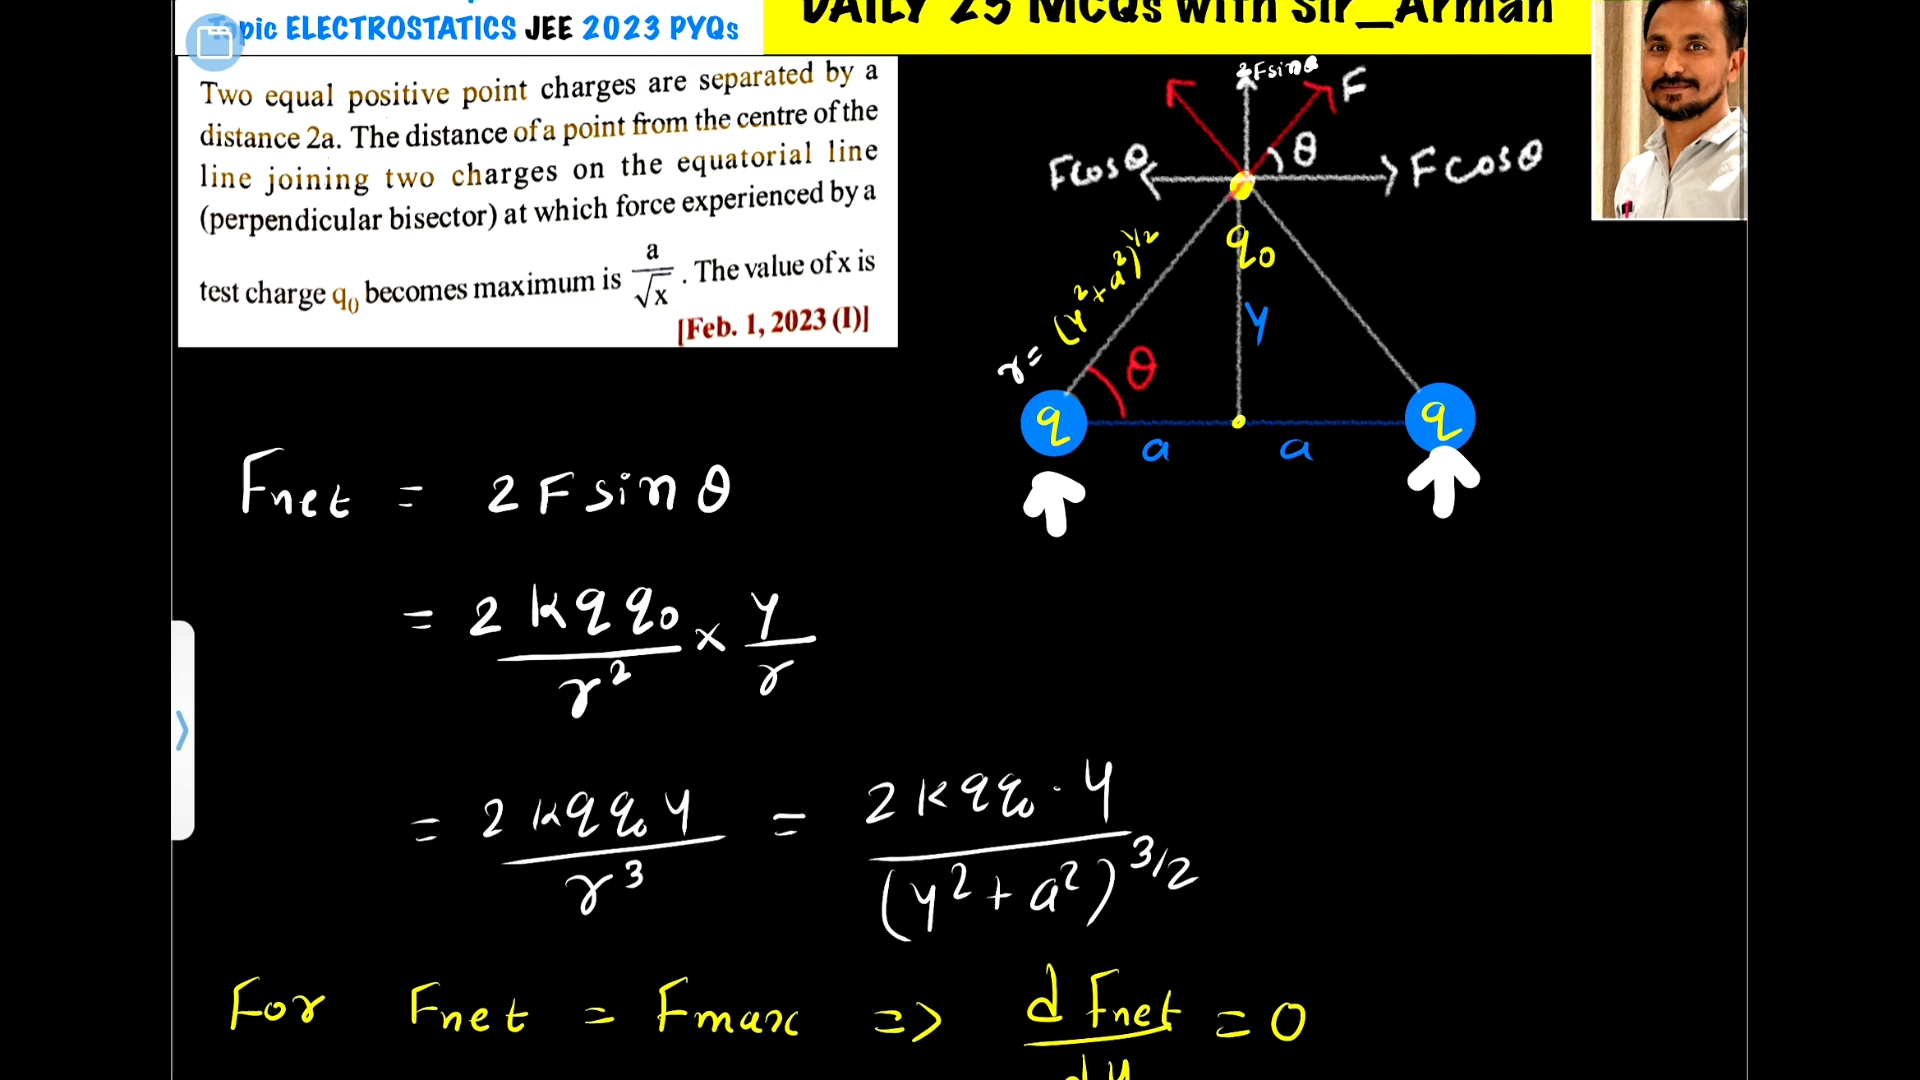 pic ELECTROSTATICS JEE 2023 PYQs
DAILY 25 MCQs with Sir_Arman
Two equal positive point charges are separated by a
distance 2a. The distance of a point from the centre of the
line joining two charges on the equatorial line
(perpendicular bisector) at which force experienced by a
test charge q₀ becomes maximum is a/√x. The value of x is
[Feb. 1, 2023 (I)]
2Fsinθ
F
θ
Fcosθ
Fcosθ
q₀
r = (y²+a²)^1/2
y
θ
q
q
a
a
Fnet = 2Fsinθ
= 2kqq₀/r² × y/r
= 2kqq₀y/r³ = 2kqq₀·y/(y²+a²)^3/2
For Fnet = Fmax => dFnet/dy = 0